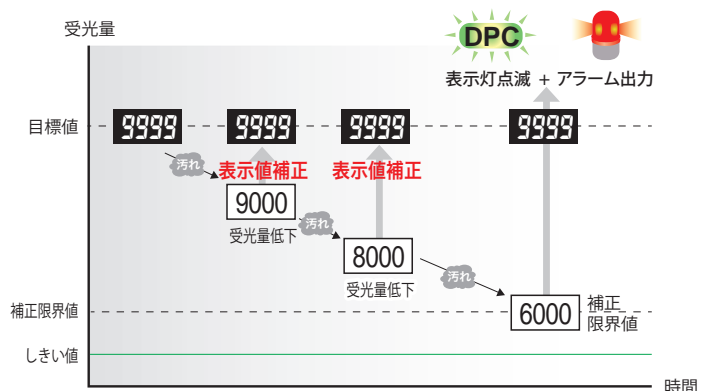 受光量
DPC
表示灯点滅 + アラーム出力
目標値
9999
9999
9999
9999
汚れ
表示値補正
表示値補正
9000
汚れ
受光量低下
8000
汚れ
受光量低下
補正限界値
6000
補正
限界値
しきい値
時間